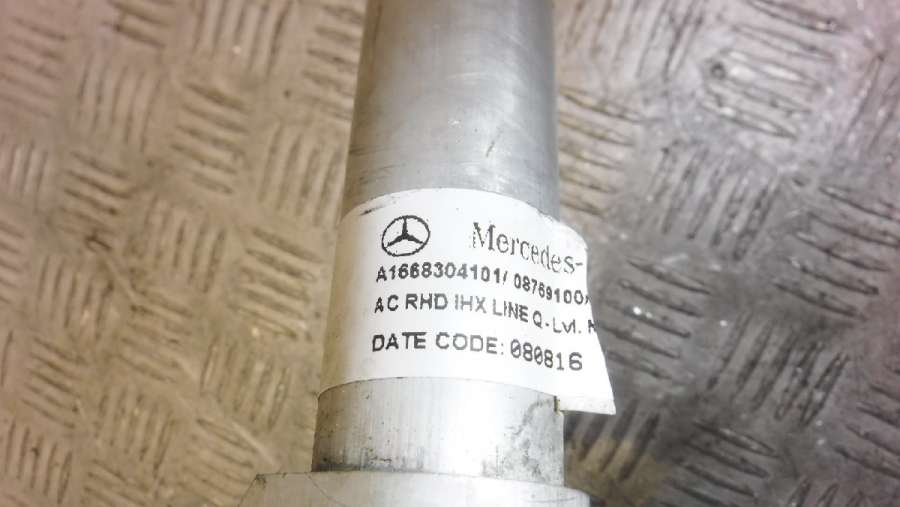 Mercedes-
A1668304101/ 08769100
AC RHD IHX LINE Q-Lvl.
DATE CODE: 080816